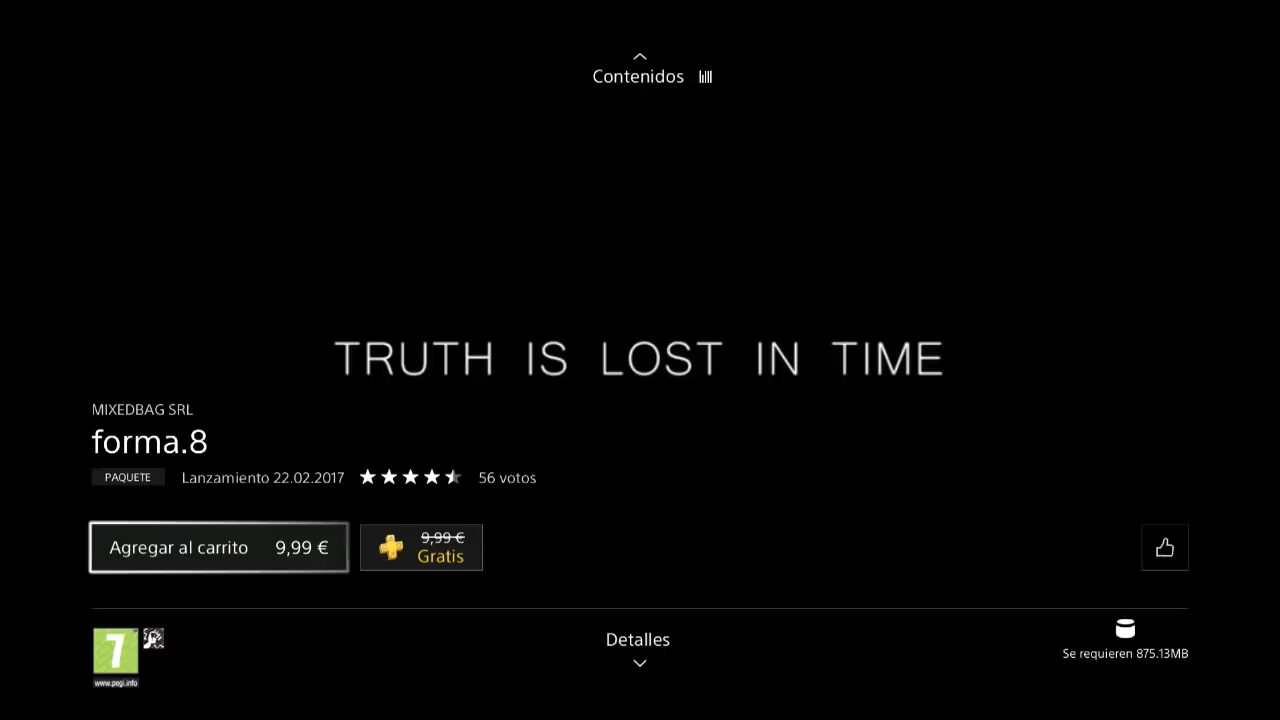 Contenidos
TRUTH IS LOST IN TIME
MIXEDBAG SRL
forma.8
PAQUETE Lanzamiento 22.02.2017 56 votos
Agregar al carrito 9,99 € 9,99 €
Gratis
7
www.pegi.info
Detalles
Se requieren 875.13MB